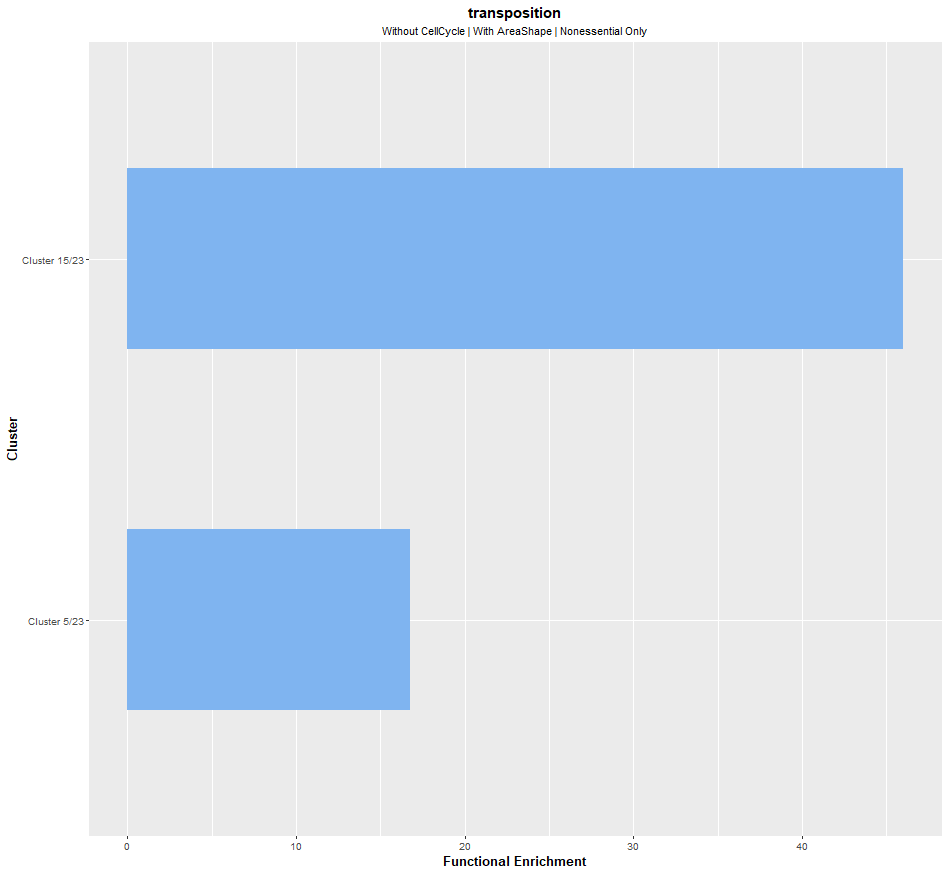 transposition
Without CellCycle | With AreaShape | Nonessential Only
Cluster
Cluster 15/23
Cluster 5/23
0 10 20 30 40
Functional Enrichment